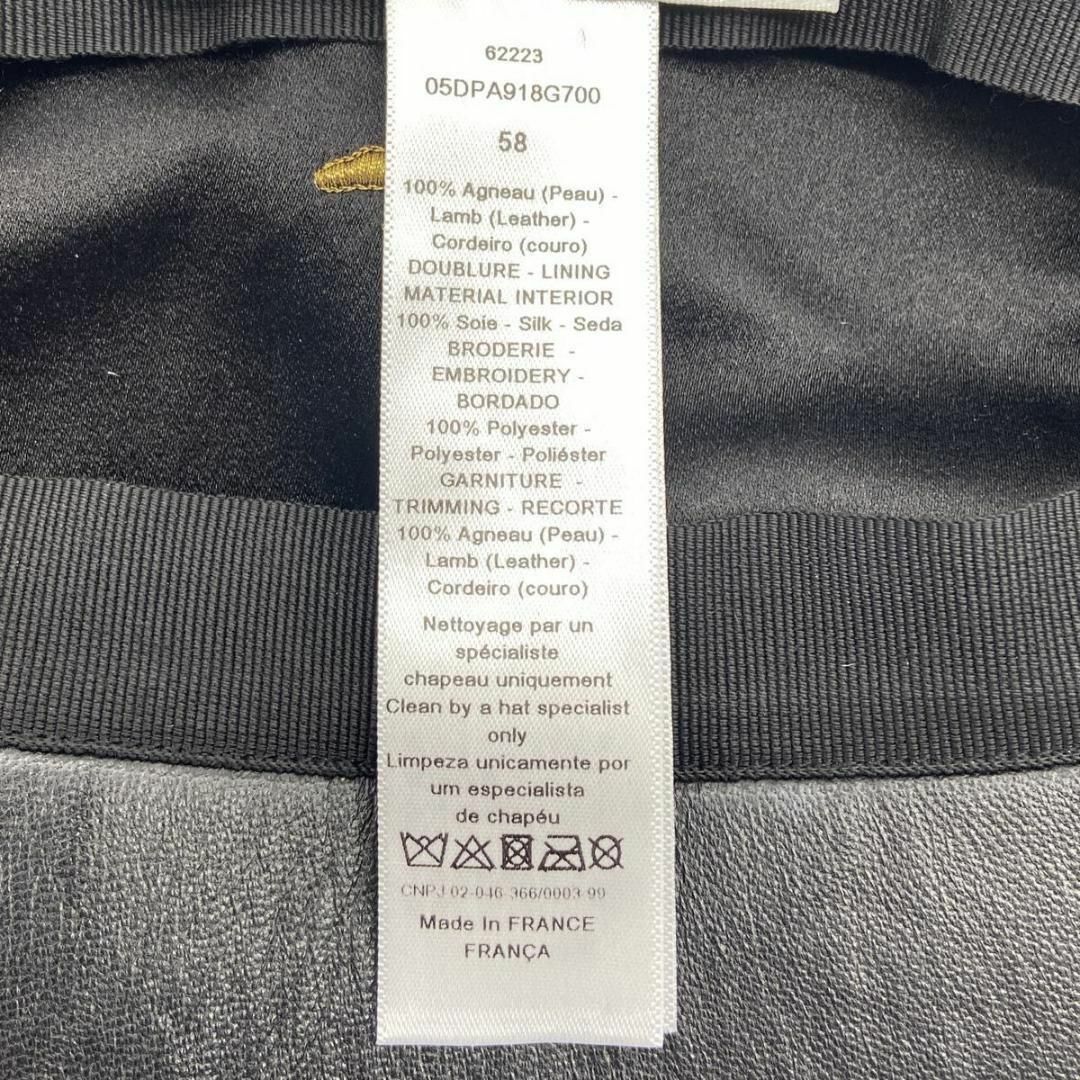 62223
05DPA918G700
58
100% Agneau (Peau) -
Lamb (Leather) -
Cordeiro (couro)
DOUBLURE - LINING
MATERIAL INTERIOR
100% Soie - Silk - Seda
BRODERIE -
EMBROIDERY -
BORDADO
100% Polyester -
Polyester - Poliéster
GARNITURE -
TRIMMING - RECORTE
100% Agneau (Peau) -
Lamb (Leather) -
Cordeiro (couro)
Nettoyage par un
spécialiste
chapeau uniquement
Clean by a hat specialist
only
Limpeza unicamente por
um especialista
de chapéu
CNPJ 02-046-366/0003-99
Made In FRANCE
FRANÇA